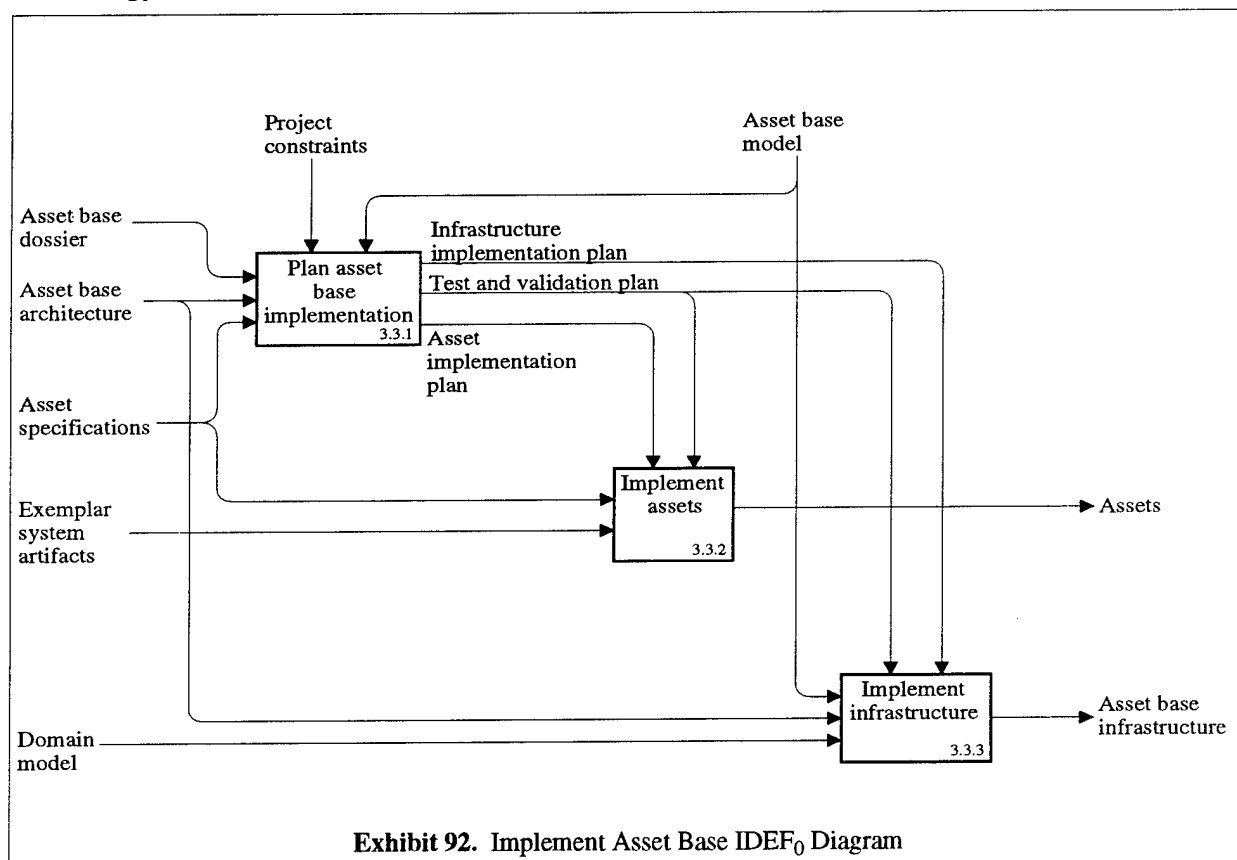 Project
constraints
Asset base
model
Asset base
dossier
Infrastructure
implementation plan
Plan asset
base
implementation
3.3.1
Test and validation plan
Asset base
architecture
Asset
implementation
plan
Asset
specifications
Implement
assets
3.3.2
Exemplar
system
artifacts
Assets
Implement
infrastructure
3.3.3
Asset base
infrastructure
Domain
model
Exhibit 92. Implement Asset Base IDEF0 Diagram